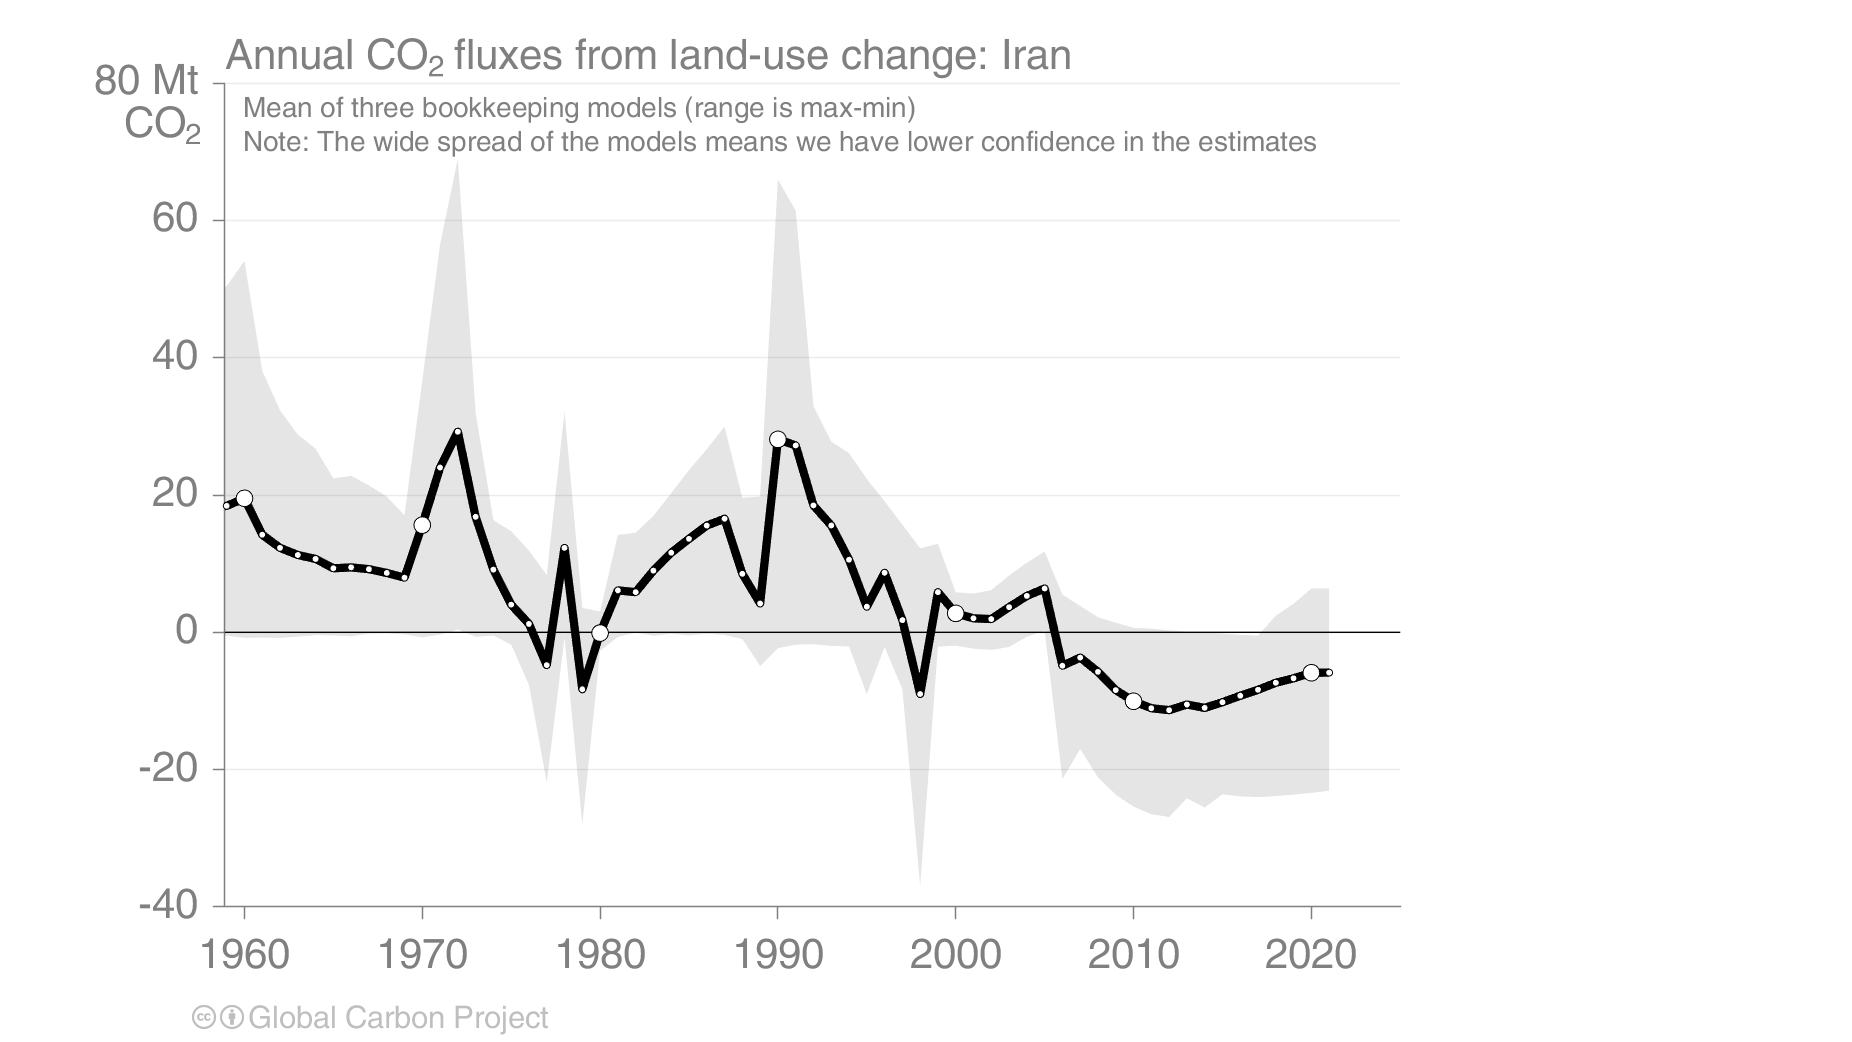 Annual CO₂ fluxes from land-use change: Iran
80 Mt
CO₂
Mean of three bookkeeping models (range is max-min)
Note: The wide spread of the models means we have lower confidence in the estimates
60
40
20
0
-20
-40
1960 1970 1980 1990 2000 2010 2020
cc Global Carbon Project